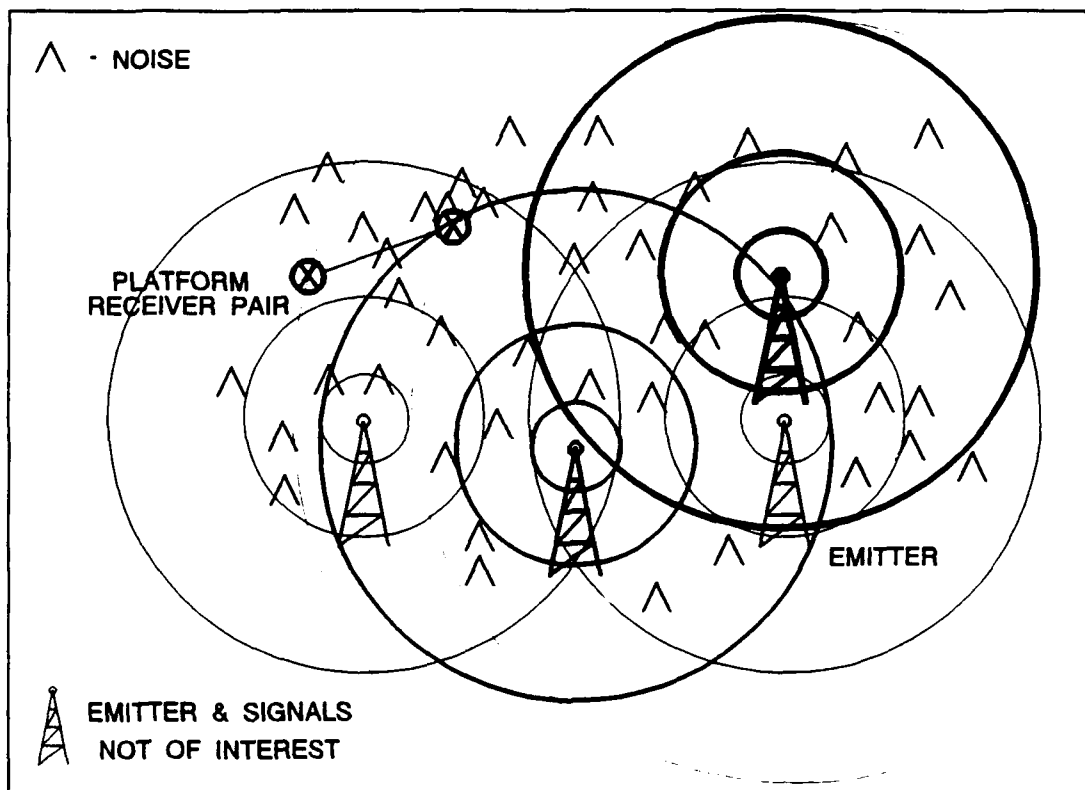 - NOISE
PLATFORM
RECEIVER PAIR
EMITTER
EMITTER & SIGNALS
NOT OF INTEREST